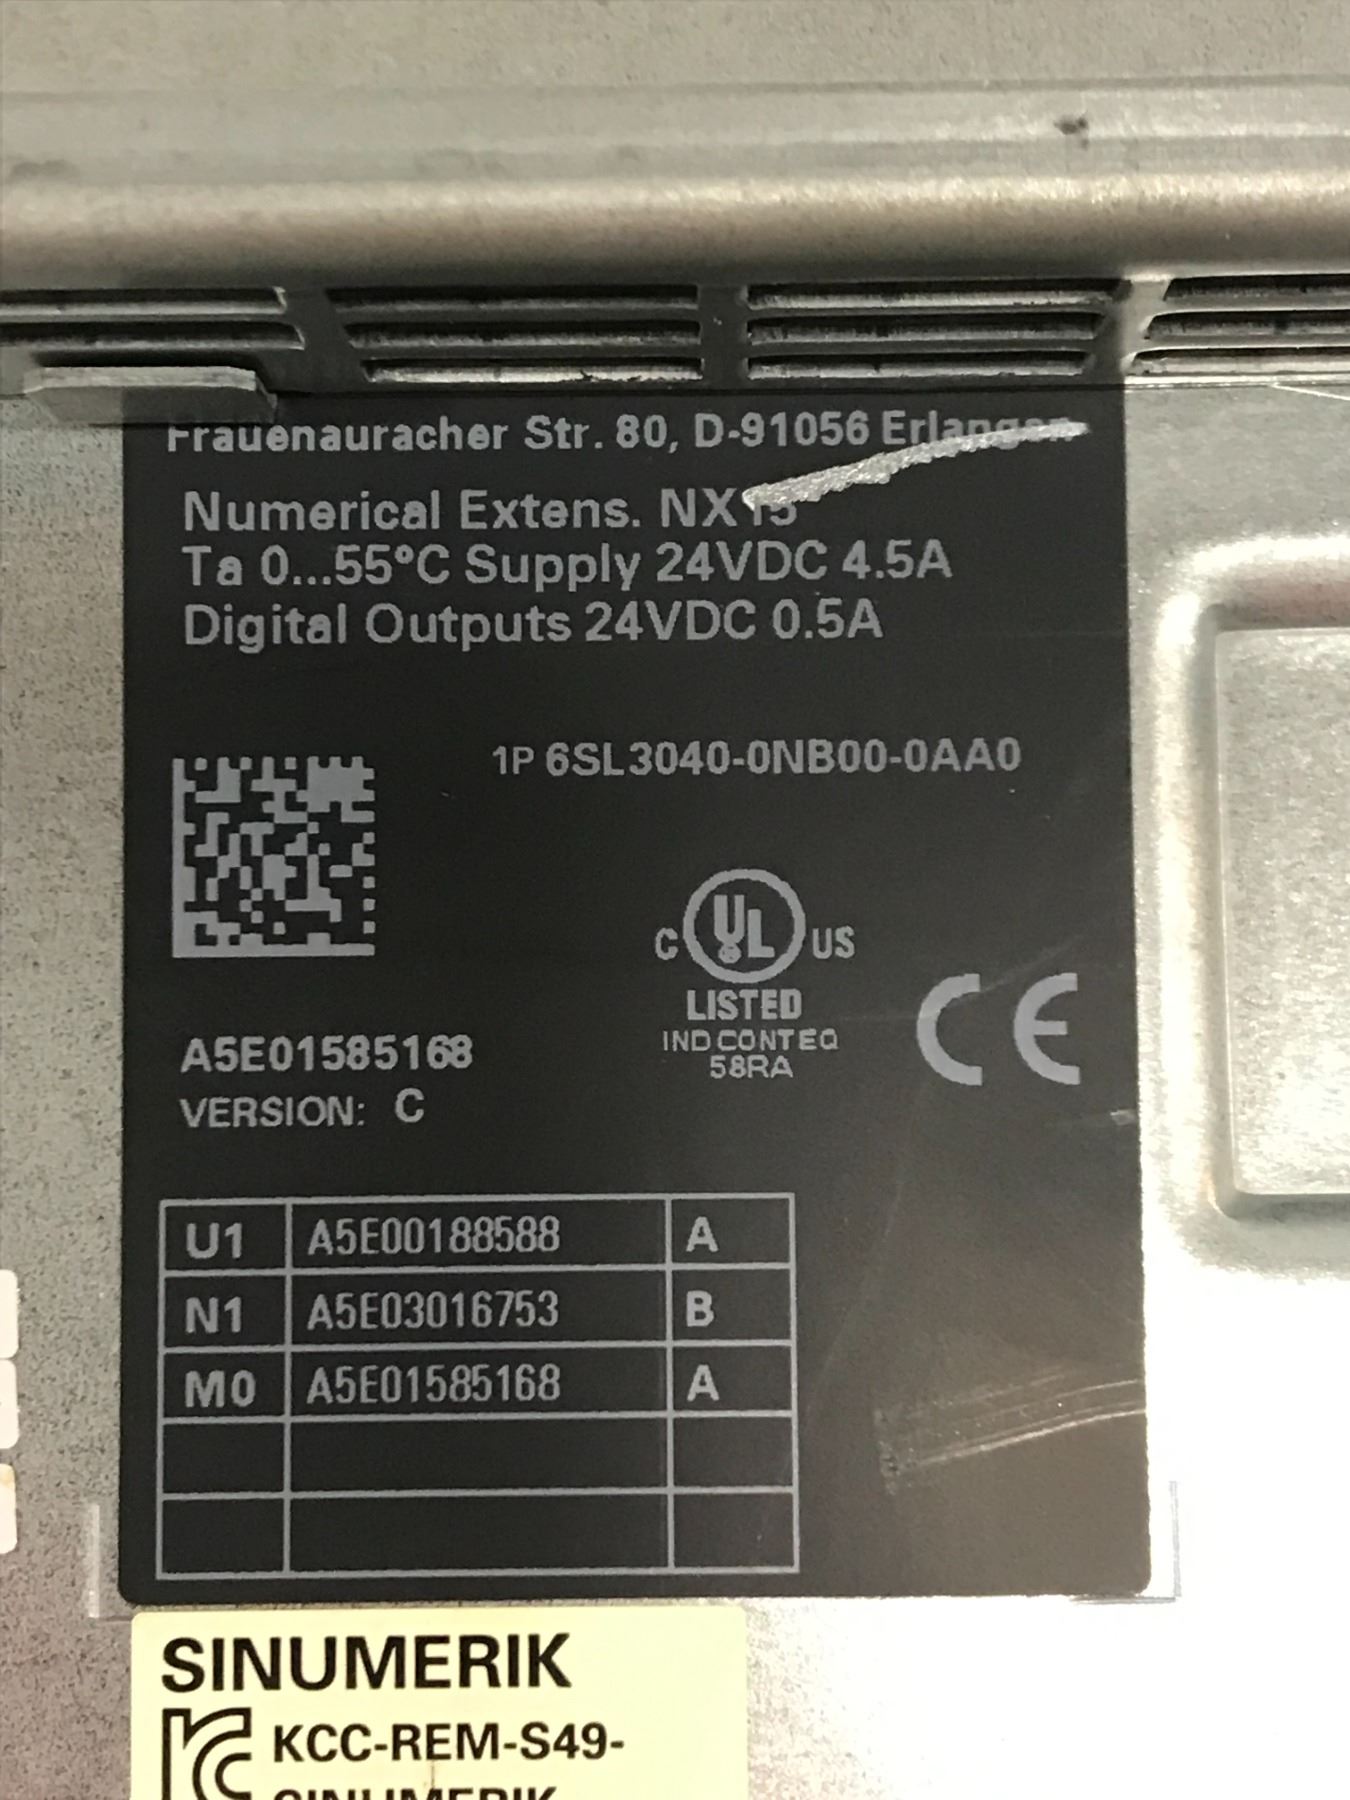 Frauenauracher Str. 80, D-91056 Erlangen
Numerical Extens. NX15
Ta 0...55°C Supply 24VDC 4.5A
Digital Outputs 24VDC 0.5A
1P 6SL3040-0NB00-0AA0
C UL US
LISTED
IND CONT EQ
58RA
CE
A5E01585168
VERSION: C
U1 A5E00188588 A
N1 A5E03016753 B
M0 A5E01585168 A
SINUMERIK
KCC-REM-S49-
SINUMERIK